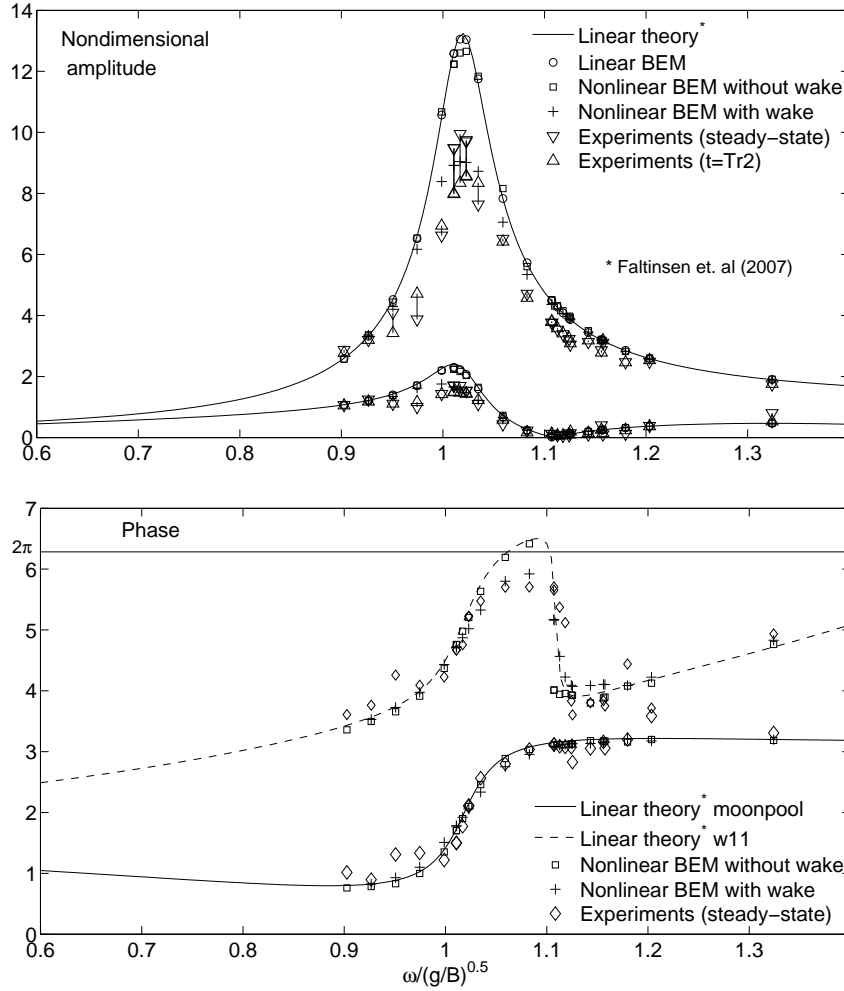 14
12
10
8
6
4
2
0
Nondimensional
amplitude
Linear theory*
Linear BEM
Nonlinear BEM without wake
Nonlinear BEM with wake
Experiments (steady−state)
Experiments (t=Tr2)
* Faltinsen et. al (2007)
0.6 0.7 0.8 0.9 1 1.1 1.2 1.3
7
2π
6
5
4
3
2
1
0
Phase
Linear theory* moonpool
Linear theory* w11
Nonlinear BEM without wake
Nonlinear BEM with wake
Experiments (steady−state)
0.6 0.7 0.8 0.9 1 1.1 1.2 1.3
ω/(g/B)^0.5